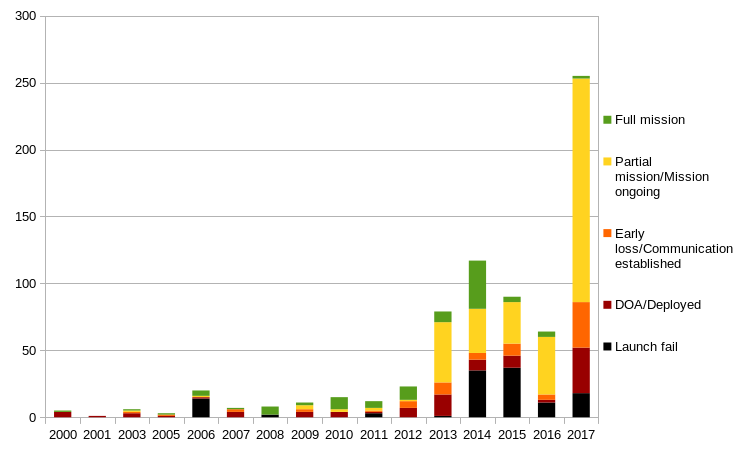 300
250
200
150
100
50
0
2000 2001 2003 2005 2006 2007 2008 2009 2010 2011 2012 2013 2014 2015 2016 2017
Full mission
Partial
mission/Mission
ongoing
Early
loss/Communication
established
DOA/Deployed
Launch fail